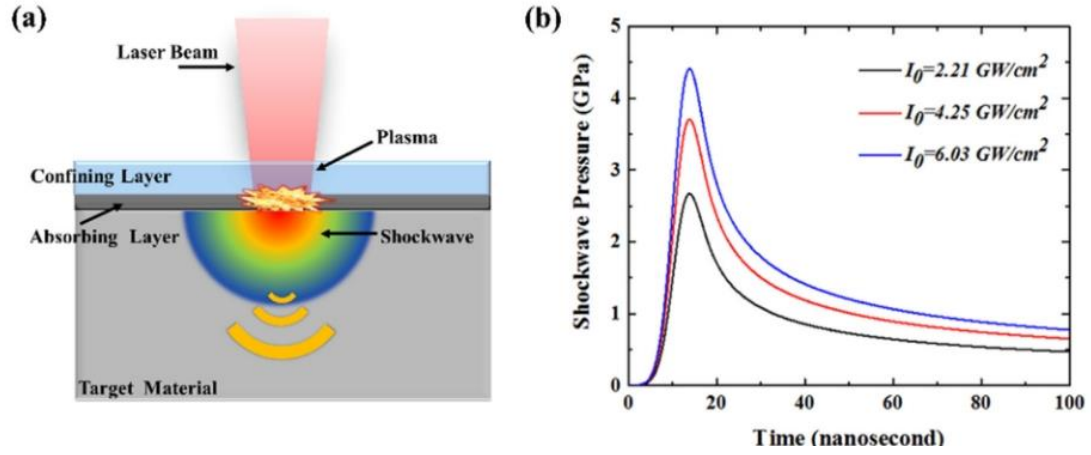 (a)
Laser Beam
Plasma
Confining Layer
Absorbing Layer
Shockwave
Target Material
(b)
Shockwave Pressure (GPa)
5
4
3
2
1
0
I0=2.21 GW/cm2
I0=4.25 GW/cm2
I0=6.03 GW/cm2
0 20 40 60 80 100
Time (nanosecond)